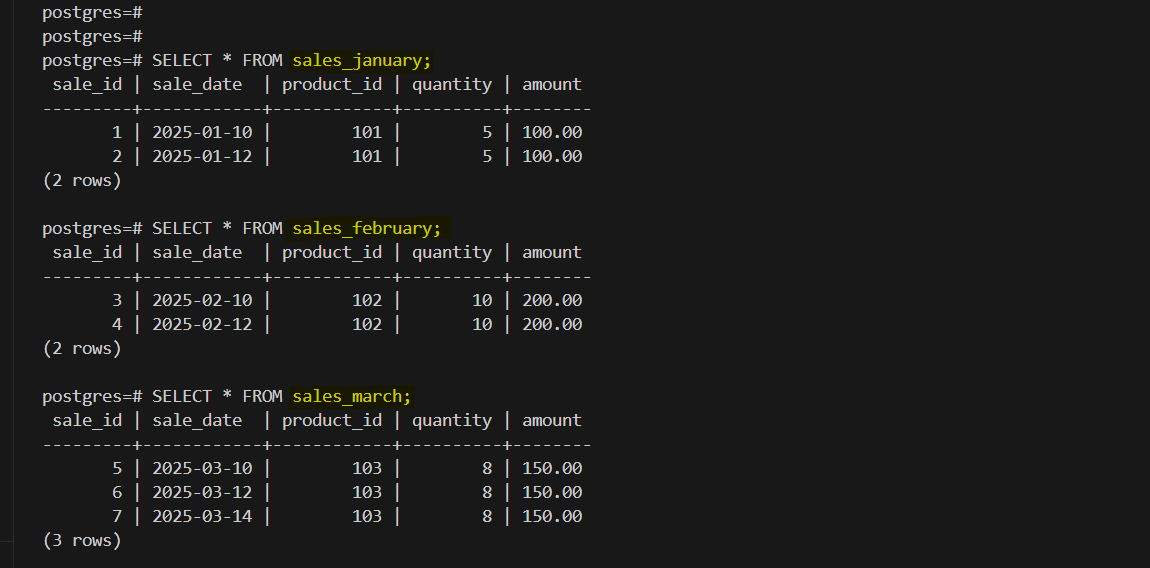 postgres=#
postgres=#
postgres=# SELECT * FROM sales_january;
 sale_id | sale_date  | product_id | quantity | amount
---------+------------+------------+----------+--------
       1 | 2025-01-10 |        101 |        5 | 100.00
       2 | 2025-01-12 |        101 |        5 | 100.00
(2 rows)

postgres=# SELECT * FROM sales_february;
 sale_id | sale_date  | product_id | quantity | amount
---------+------------+------------+----------+--------
       3 | 2025-02-10 |        102 |       10 | 200.00
       4 | 2025-02-12 |        102 |       10 | 200.00
(2 rows)

postgres=# SELECT * FROM sales_march;
 sale_id | sale_date  | product_id | quantity | amount
---------+------------+------------+----------+--------
       5 | 2025-03-10 |        103 |        8 | 150.00
       6 | 2025-03-12 |        103 |        8 | 150.00
       7 | 2025-03-14 |        103 |        8 | 150.00
(3 rows)